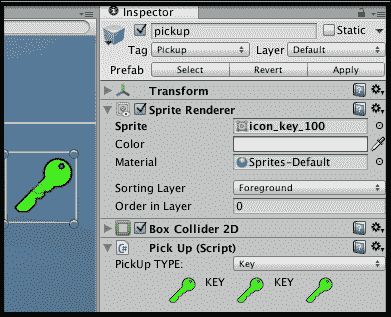 Inspector
pickup
Static
Tag Pickup Layer Default
Prefab Select Revert Apply
Transform
Sprite Renderer
Sprite icon_key_100
Color
Material Sprites-Default
Sorting Layer Foreground
Order in Layer 0
Box Collider 2D
Pick Up (Script)
PickUp TYPE: Key
KEY KEY